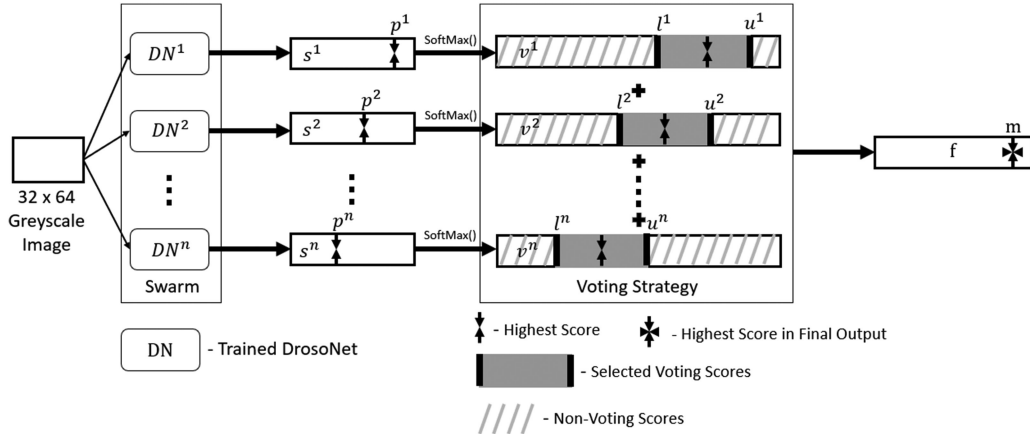 p¹ l¹ u¹
DN¹ s¹ SoftMax() v¹
l² u²
p²
DN² s² SoftMax() v² m
f
32 x 64
Greyscale
Image
pⁿ lⁿ uⁿ
DNⁿ sⁿ SoftMax() vⁿ
Swarm Voting Strategy
- Highest Score - Highest Score in Final Output
DN - Trained DrosoNet
- Selected Voting Scores
- Non-Voting Scores